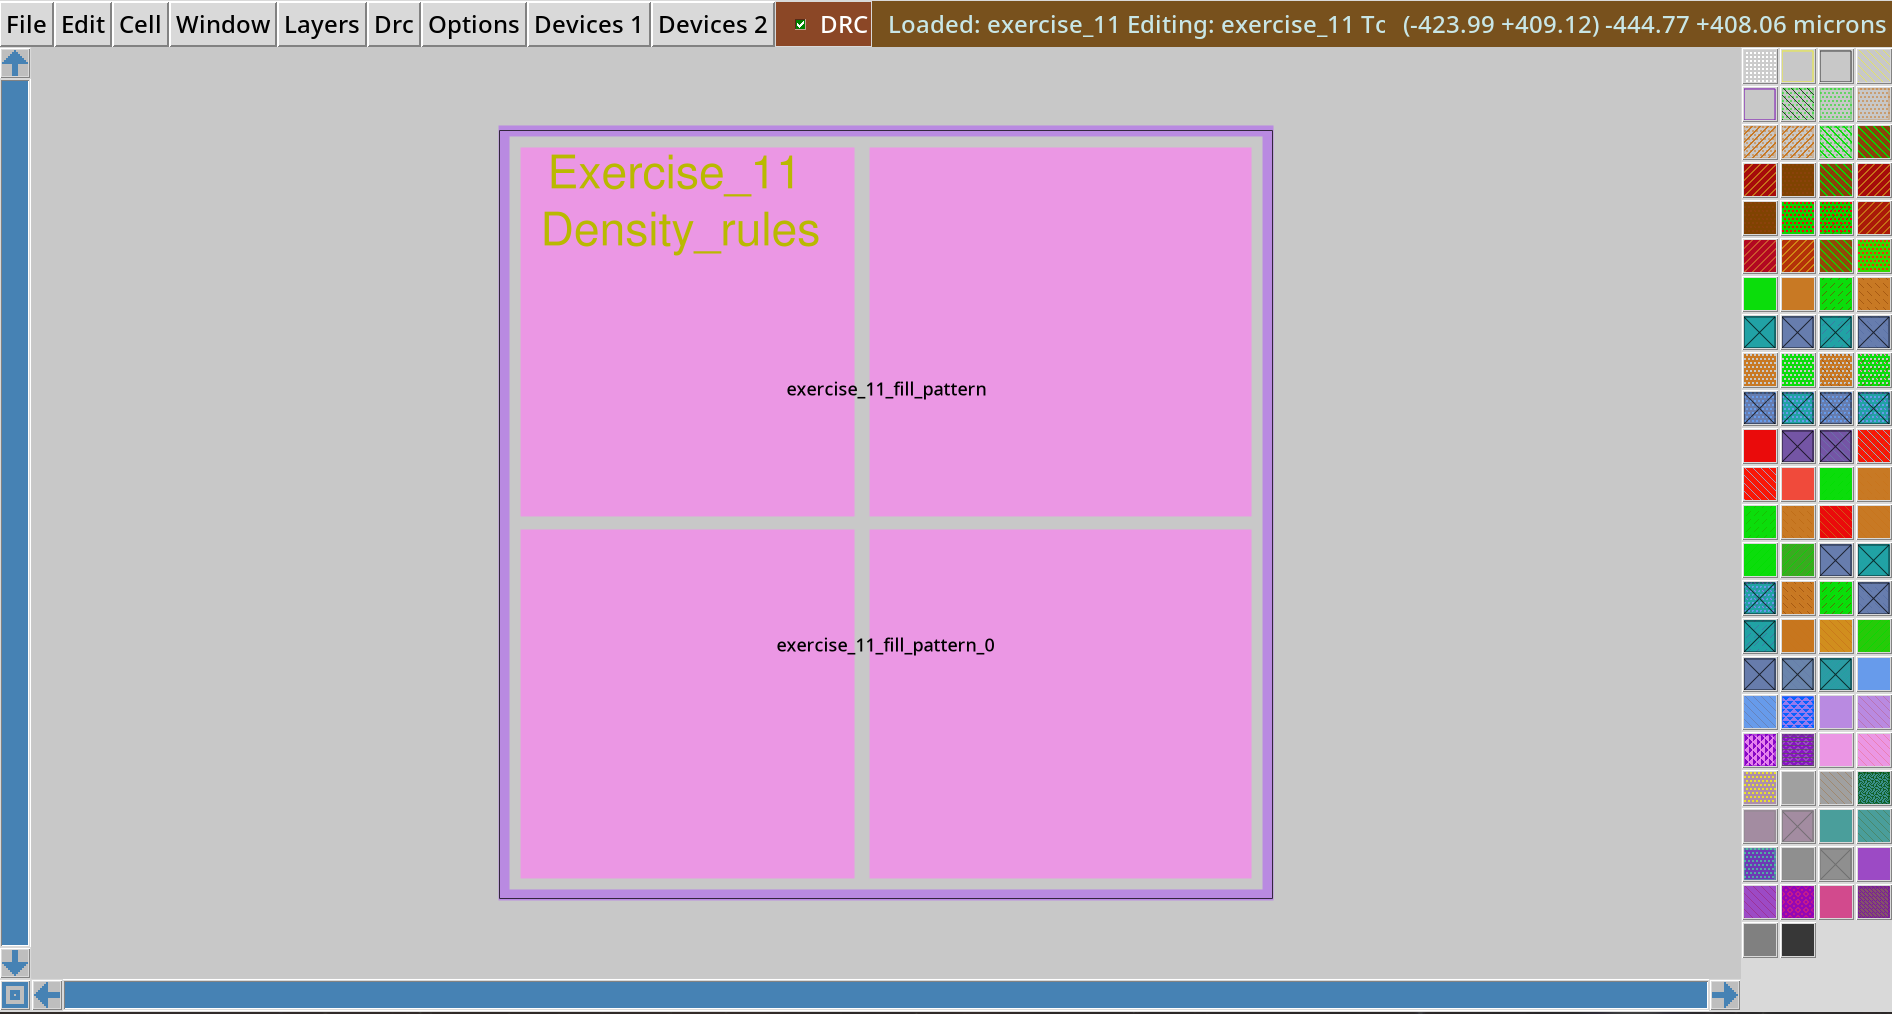 File Edit Cell Window Layers Drc Options Devices 1 Devices 2 DRC Loaded: exercise_11 Editing: exercise_11 Tc (-423.99 +409.12) -444.77 +408.06 microns
Exercise_11
Density_rules
exercise_11_fill_pattern
exercise_11_fill_pattern_0